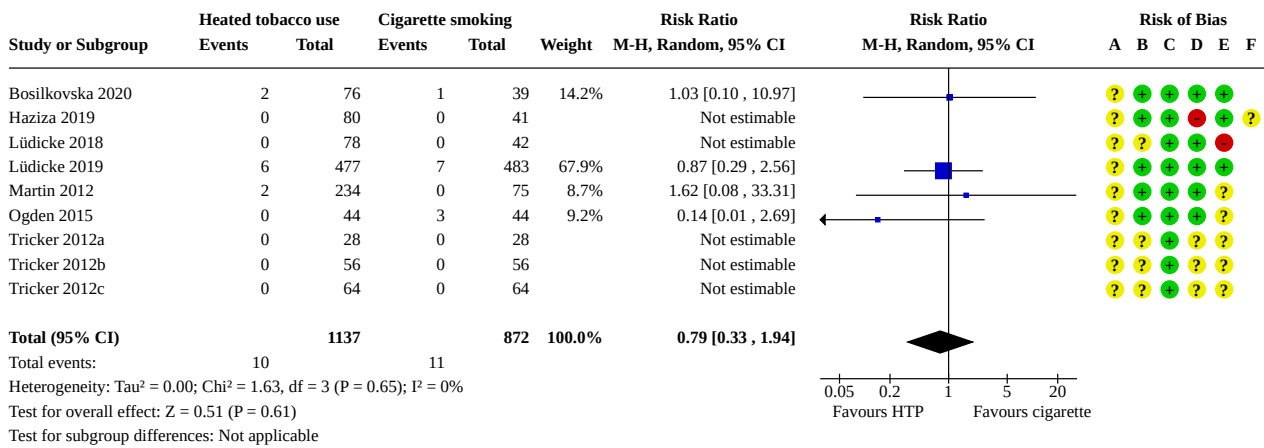 Heated tobacco use Cigarette smoking Risk Ratio Risk Ratio Risk of Bias
Study or Subgroup Events Total Events Total Weight M-H, Random, 95% CI M-H, Random, 95% CI A B C D E F
Bosilkovska 2020 2 76 1 39 14.2% 1.03 [0.10 , 10.97] ? + + + +
Haziza 2019 0 80 0 41 Not estimable ? + + - + ?
Lüdicke 2018 0 78 0 42 Not estimable ? ? + + -
Lüdicke 2019 6 477 7 483 67.9% 0.87 [0.29 , 2.56] ? + + + +
Martin 2012 2 234 0 75 8.7% 1.62 [0.08 , 33.31] ? + + + ?
Ogden 2015 0 44 3 44 9.2% 0.14 [0.01 , 2.69] ? + + + ?
Tricker 2012a 0 28 0 28 Not estimable ? ? + ? ?
Tricker 2012b 0 56 0 56 Not estimable ? ? + ? ?
Tricker 2012c 0 64 0 64 Not estimable ? ? + ? ?
Total (95% CI) 1137 872 100.0% 0.79 [0.33 , 1.94]
Total events: 10 11
Heterogeneity: Tau² = 0.00; Chi² = 1.63, df = 3 (P = 0.65); I² = 0%
0.05 0.2 1 5 20
Test for overall effect: Z = 0.51 (P = 0.61)
Favours HTP Favours cigarette
Test for subgroup differences: Not applicable